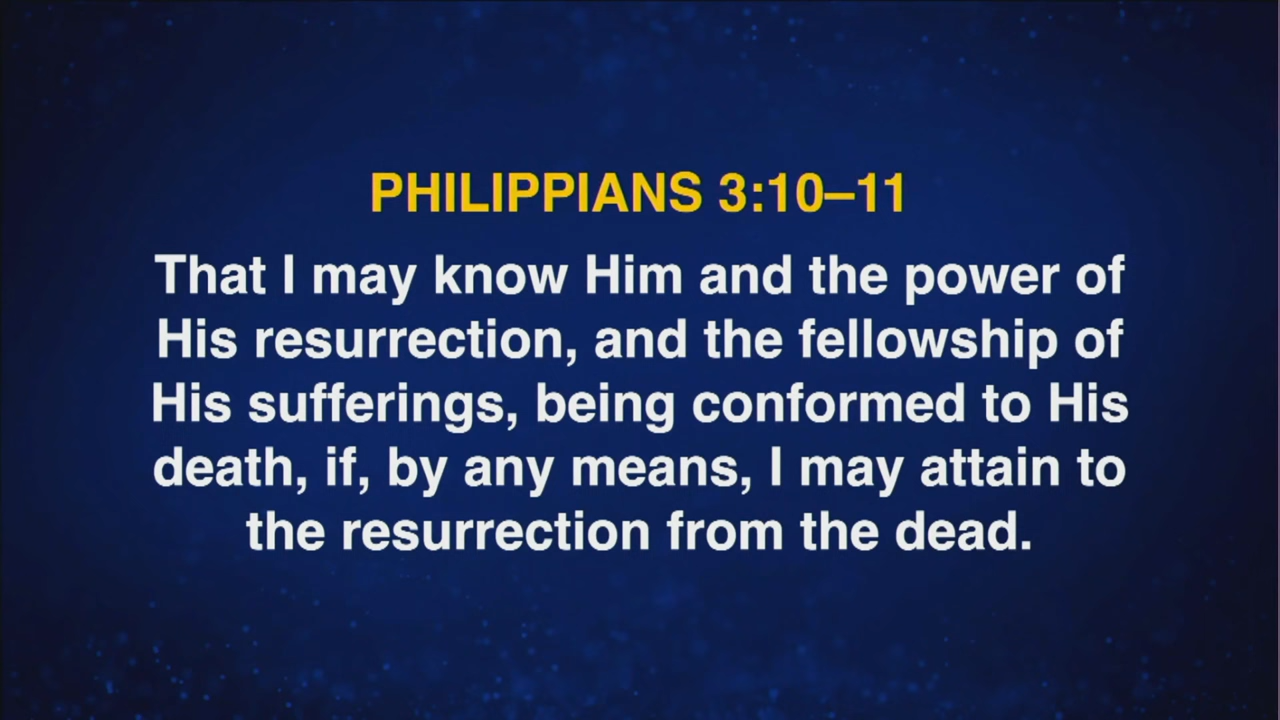 PHILIPPIANS 3:10–11
That I may know Him and the power of
His resurrection, and the fellowship of
His sufferings, being conformed to His
death, if, by any means, I may attain to
the resurrection from the dead.